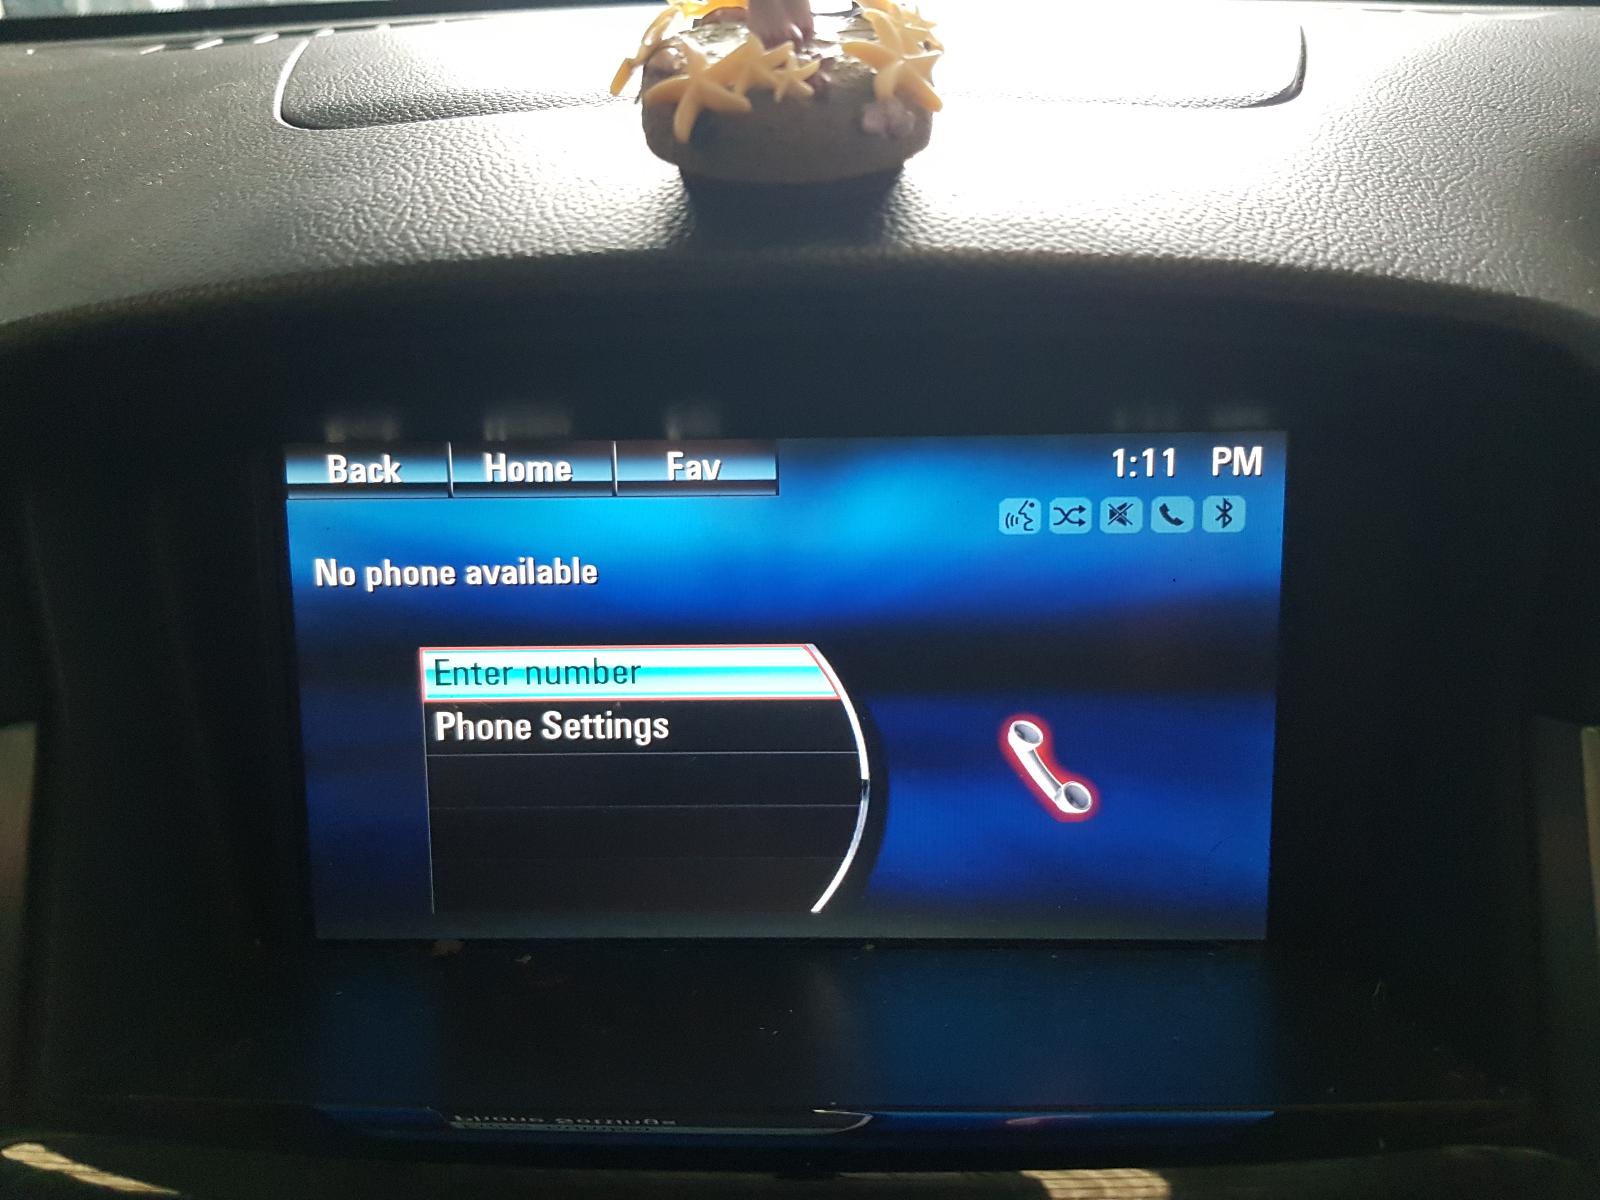 Back Home Fav 1:11 PM
No phone available
Enter number
Phone Settings